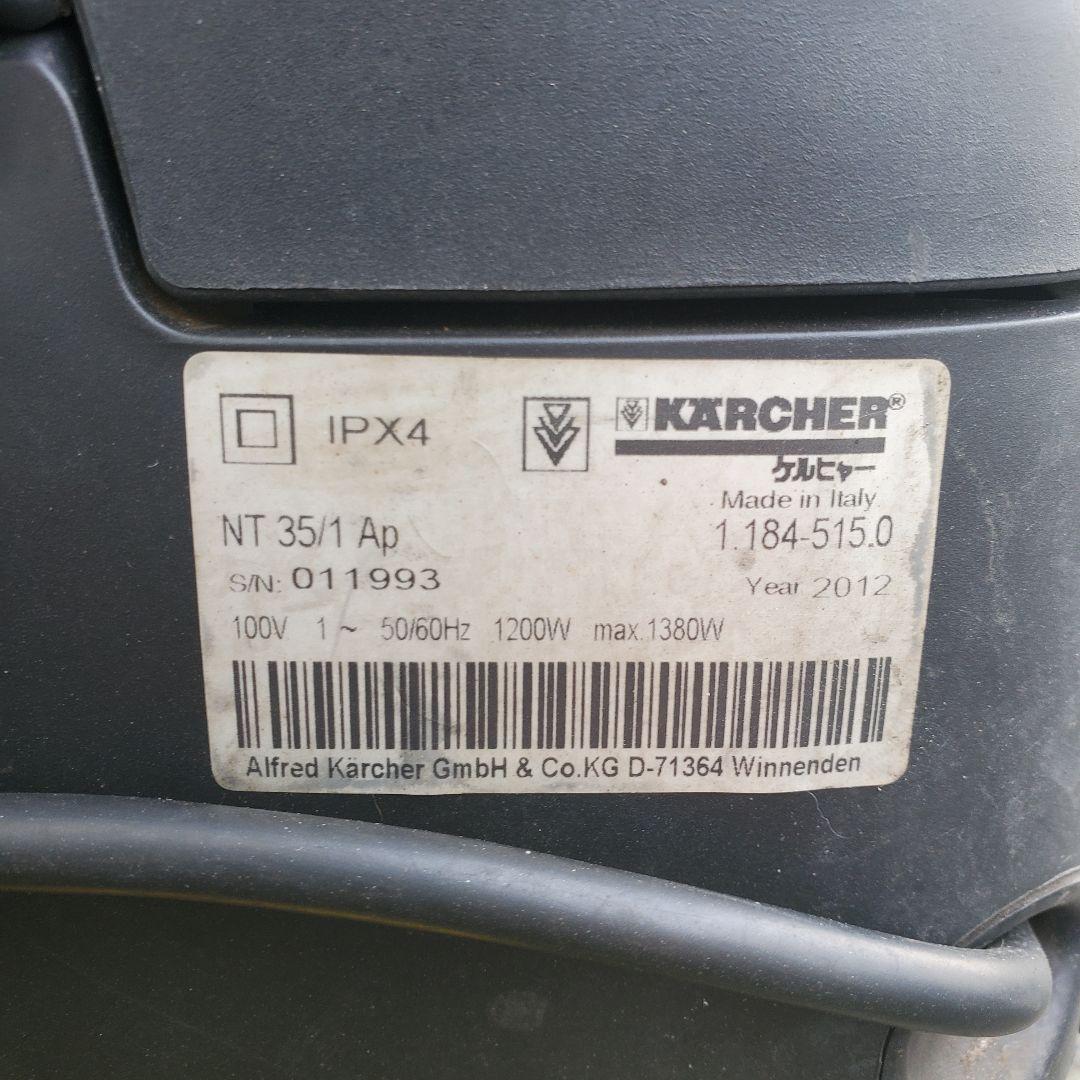 IPX4
KÄRCHER®
ケルヒャー
Made in Italy
NT 35/1 Ap 1.184-515.0
S/N: 011993 Year 2012
100V 1 ~ 50/60Hz 1200W max.1380W
Alfred Kärcher GmbH & Co.KG D-71364 Winnenden